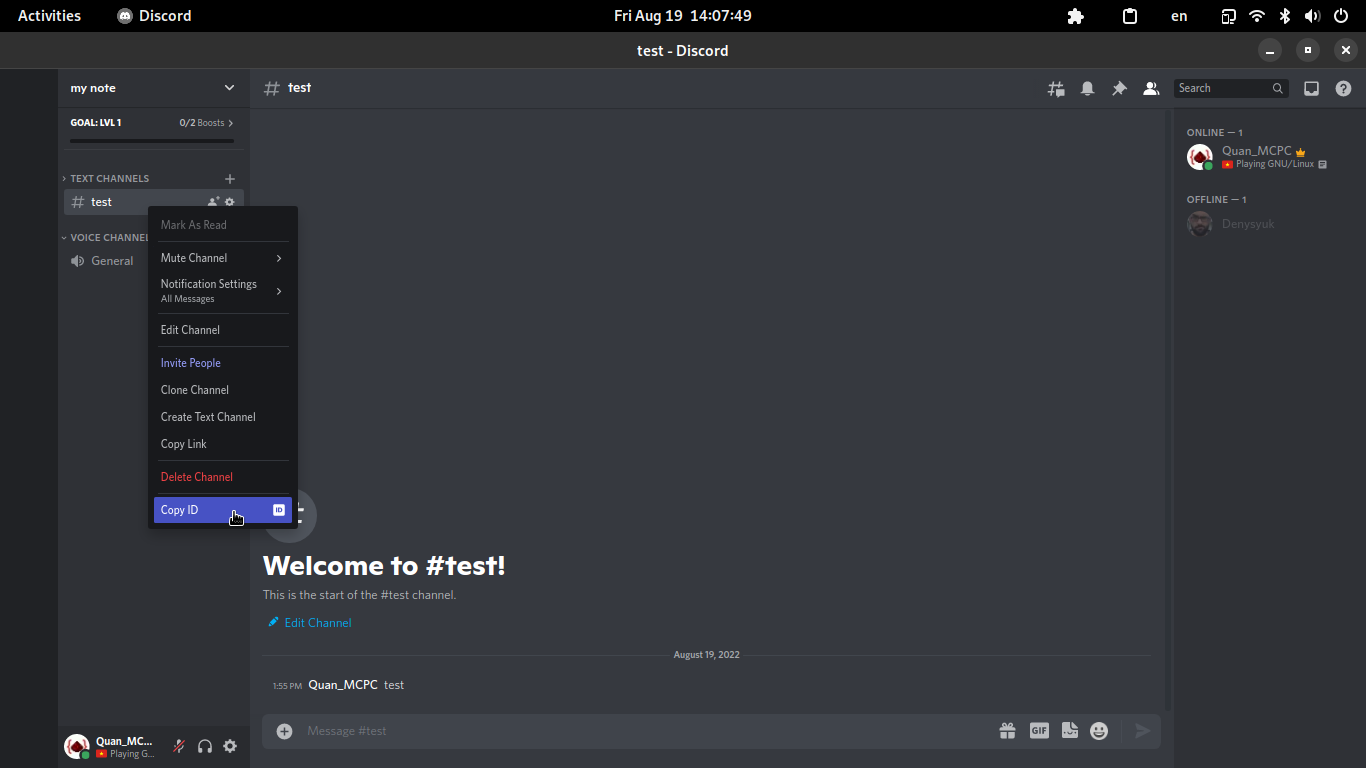 Activities Discord Fri Aug 19 14:07:49 en
test - Discord
my note
GOAL: LVL 1 0/2 Boosts
TEXT CHANNELS
test
VOICE CHANNEL
General
Mark As Read
Mute Channel
Notification Settings
All Messages
Edit Channel
Invite People
Clone Channel
Create Text Channel
Copy Link
Delete Channel
Copy ID ID
Quan_MC...
Playing G...
# test
Search
Welcome to #test!
This is the start of the #test channel.
Edit Channel
August 19, 2022
1:55 PM Quan_MCPC test
Message #test
GIF
ONLINE — 1
Quan_MCPC
Playing GNU/Linux
OFFLINE — 1
Denysyuk